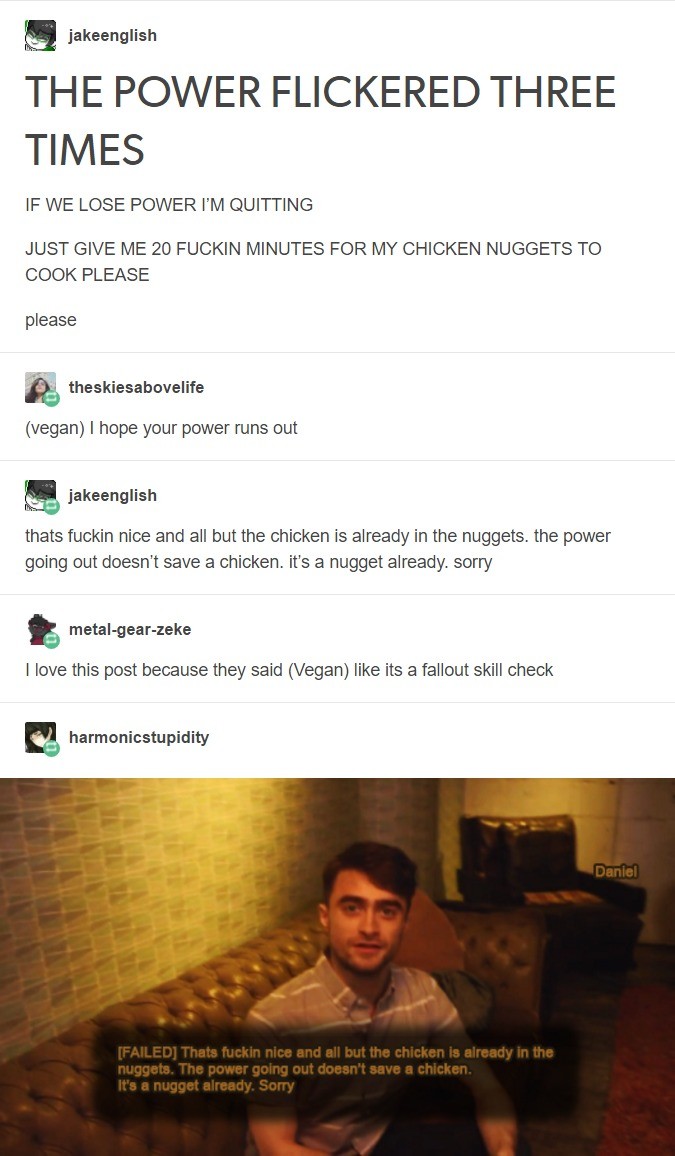 jakeenglish
THE POWER FLICKERED THREE
TIMES
IF WE LOSE POWER I'M QUITTING
JUST GIVE ME 20 FUCKIN MINUTES FOR MY CHICKEN NUGGETS TO
COOK PLEASE
please
theskiesabovelife
(vegan) I hope your power runs out
jakeenglish
thats fuckin nice and all but the chicken is already in the nuggets. the power
going out doesn't save a chicken. it's a nugget already. sorry
metal-gear-zeke
I love this post because they said (Vegan) like its a fallout skill check
harmonicstupidity
Daniel
[FAILED] Thats fuckin nice and all but the chicken is already in the
nuggets. The power going out doesn't save a chicken.
It's a nugget already. Sorry